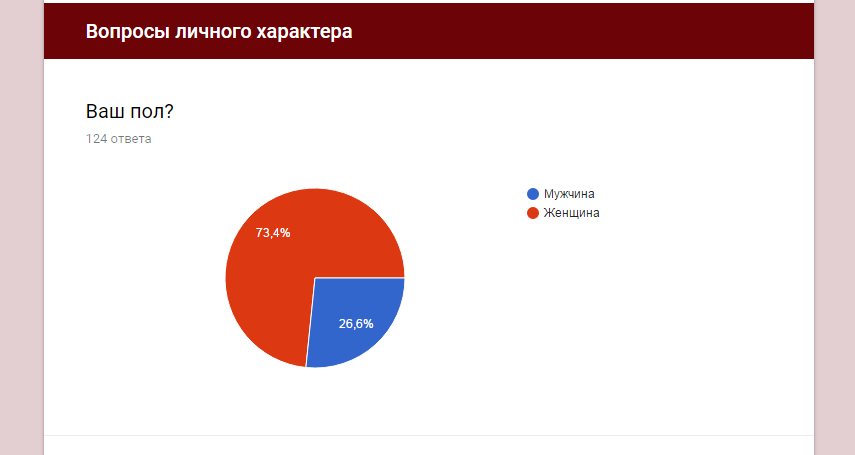 Вопросы личного характера
Ваш пол?
124 ответа
Мужчина
Женщина
73,4%
26,6%